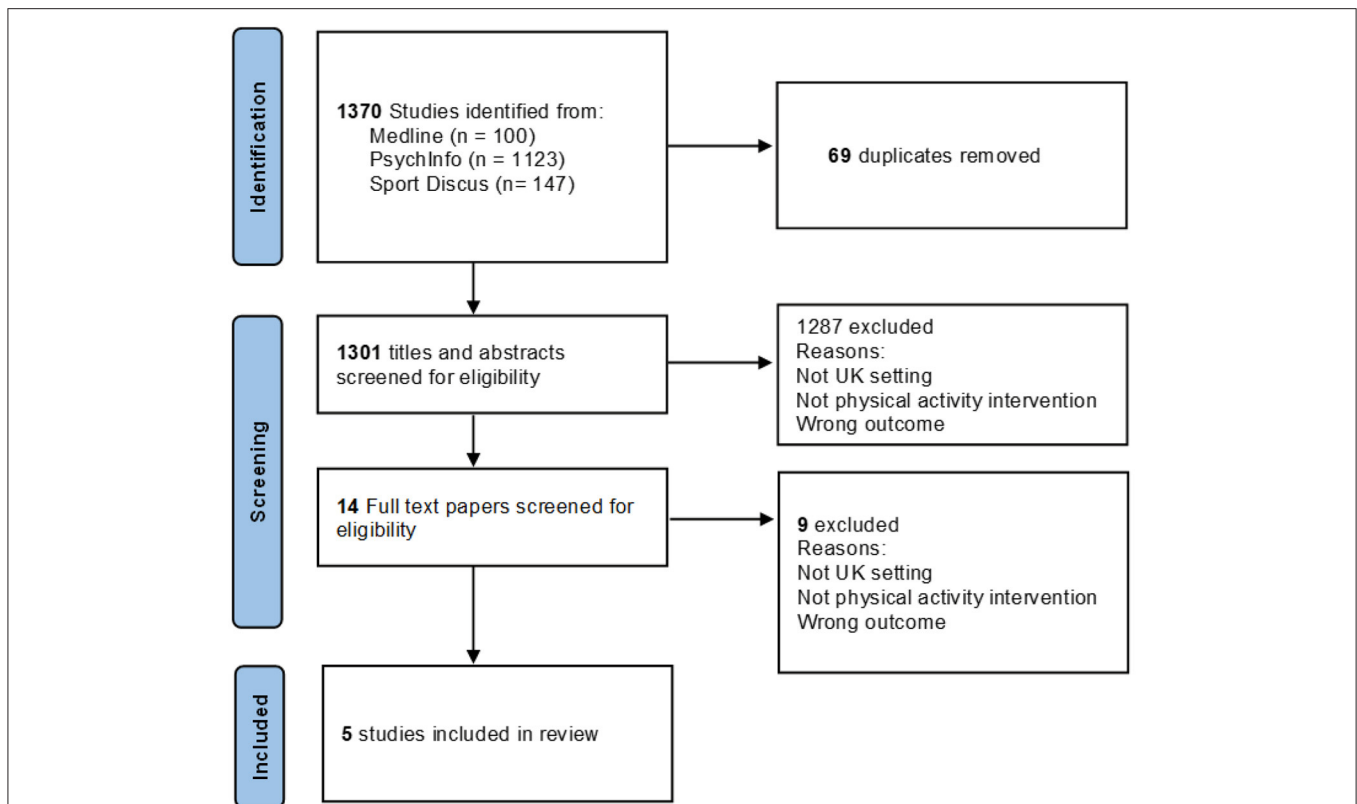 Identification
1370 Studies identified from:
Medline (n = 100)
PsychInfo (n = 1123)
Sport Discus (n= 147)
69 duplicates removed
Screening
1301 titles and abstracts
screened for eligibility
1287 excluded
Reasons:
Not UK setting
Not physical activity intervention
Wrong outcome
14 Full text papers screened for
eligibility
9 excluded
Reasons:
Not UK setting
Not physical activity intervention
Wrong outcome
Included
5 studies included in review